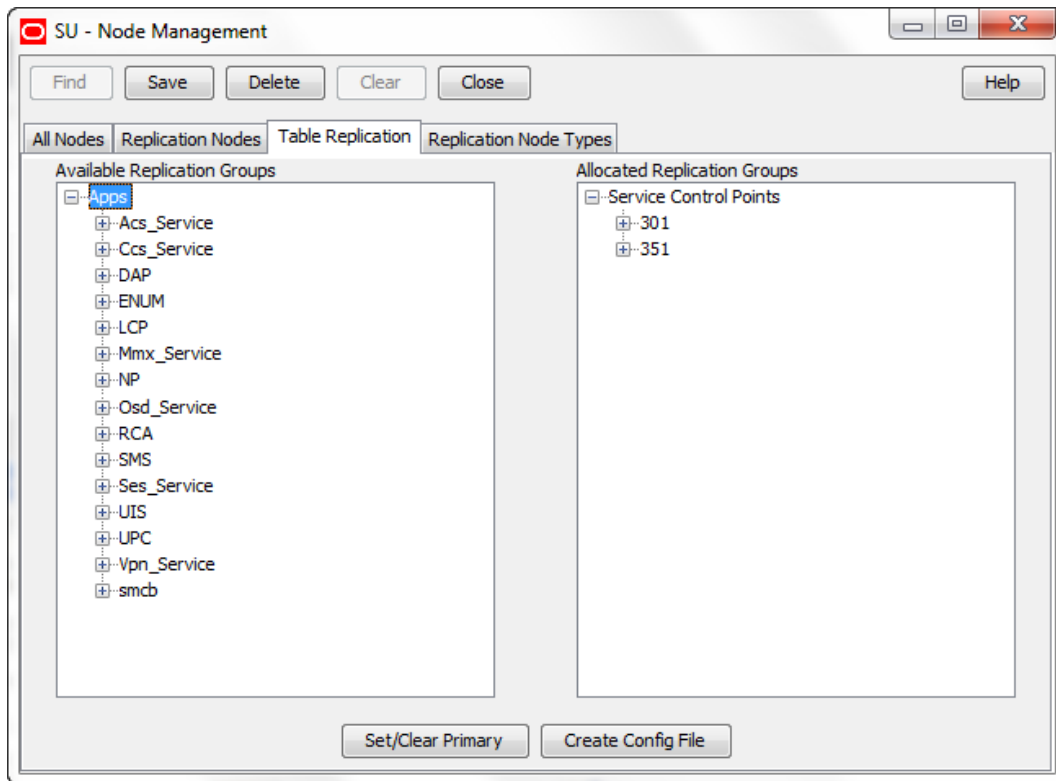 SU - Node Management
Find Save Delete Clear Close Help
All Nodes Replication Nodes Table Replication Replication Node Types
Available Replication Groups
Apps
Acs_Service
Ccs_Service
DAP
ENUM
LCP
Mmx_Service
NP
Osd_Service
RCA
SMS
Ses_Service
UIS
UPC
Vpn_Service
smcb
Allocated Replication Groups
Service Control Points
301
351
Set/Clear Primary Create Config File